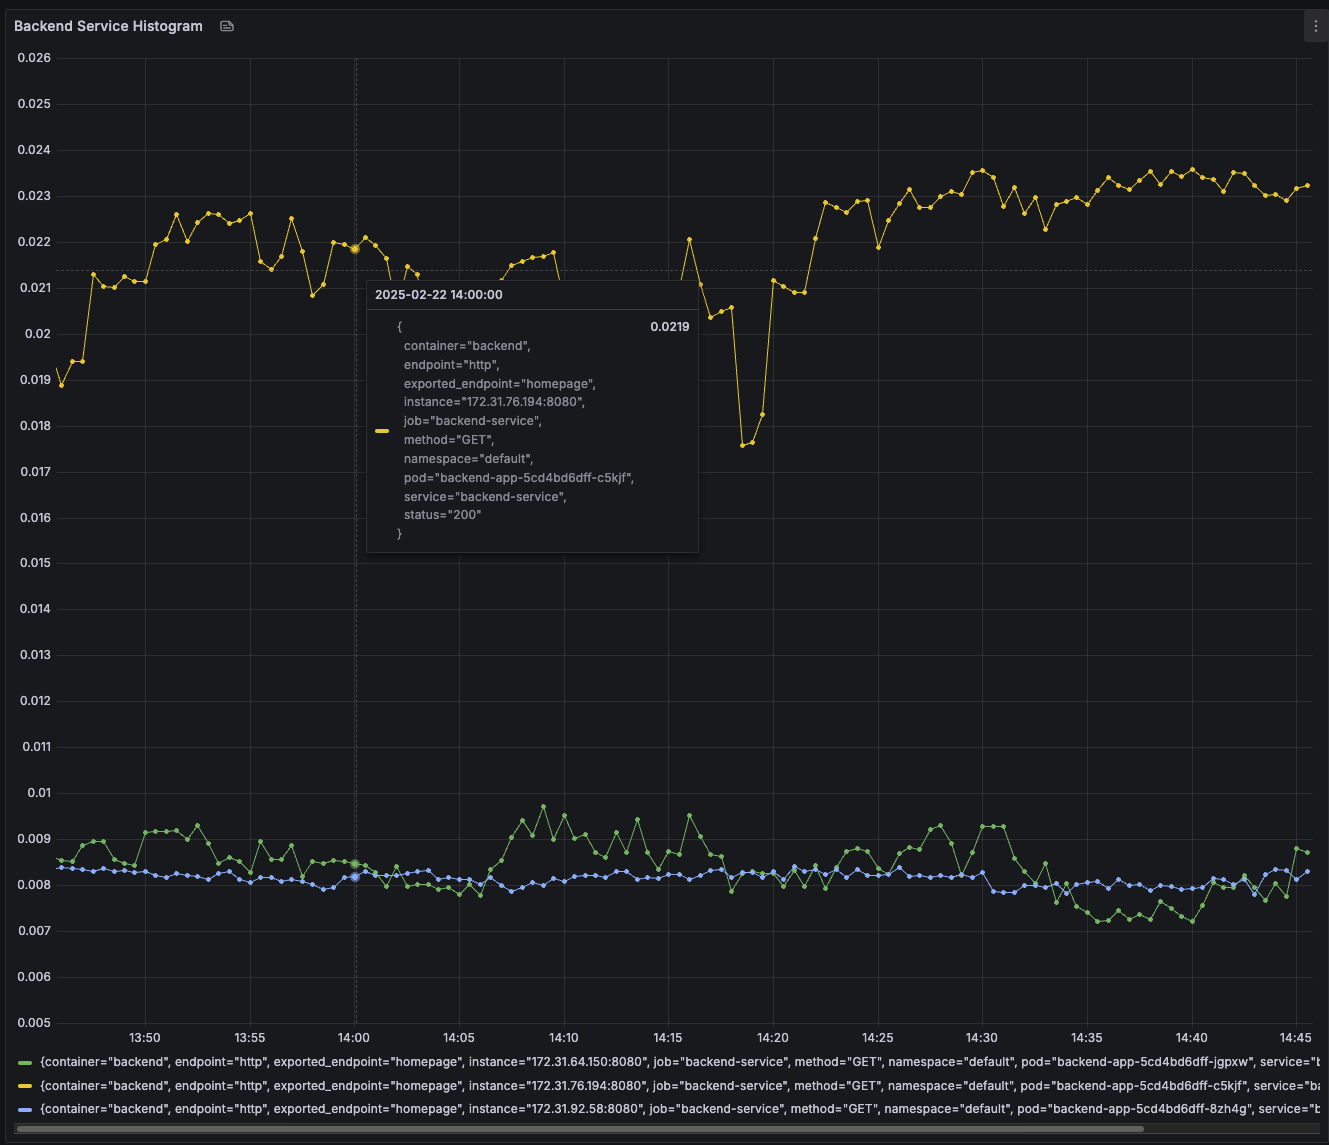 Backend Service Histogram
0.026
0.025
0.024
0.023
0.022
0.021
0.02
0.019
0.018
0.017
0.016
0.015
0.014
0.013
0.012
0.011
0.01
0.009
0.008
0.007
0.006
0.005
2025-02-22 14:00:00
{ 0.0219
container="backend",
endpoint="http",
exported_endpoint="homepage",
instance="172.31.76.194:8080",
job="backend-service",
method="GET",
namespace="default",
pod="backend-app-5cd4bd6dff-c5kjf",
service="backend-service",
status="200"
}
13:50 13:55 14:00 14:05 14:10 14:15 14:20 14:25 14:30 14:35 14:40 14:45
{container="backend", endpoint="http", exported_endpoint="homepage", instance="172.31.64.150:8080", job="backend-service", method="GET", namespace="default", pod="backend-app-5cd4bd6dff-jgpxw", service="b
{container="backend", endpoint="http", exported_endpoint="homepage", instance="172.31.76.194:8080", job="backend-service", method="GET", namespace="default", pod="backend-app-5cd4bd6dff-c5kjf", service="ba
{container="backend", endpoint="http", exported_endpoint="homepage", instance="172.31.92.58:8080", job="backend-service", method="GET", namespace="default", pod="backend-app-5cd4bd6dff-8zh4g", service="b